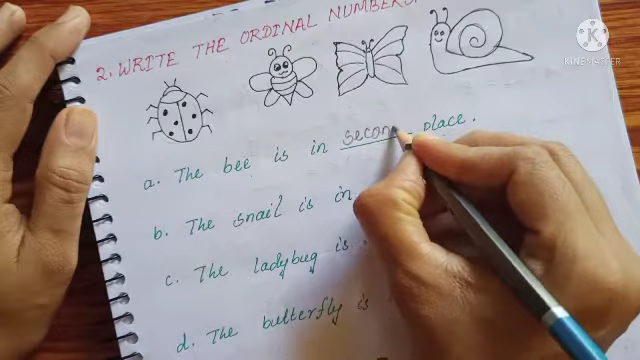 2. WRITE THE ORDINAL NUMBERS.
KINEMASTER
a. The bee is in secon place.
b. The snail is in
c. The ladybug is
d. The butterfly is